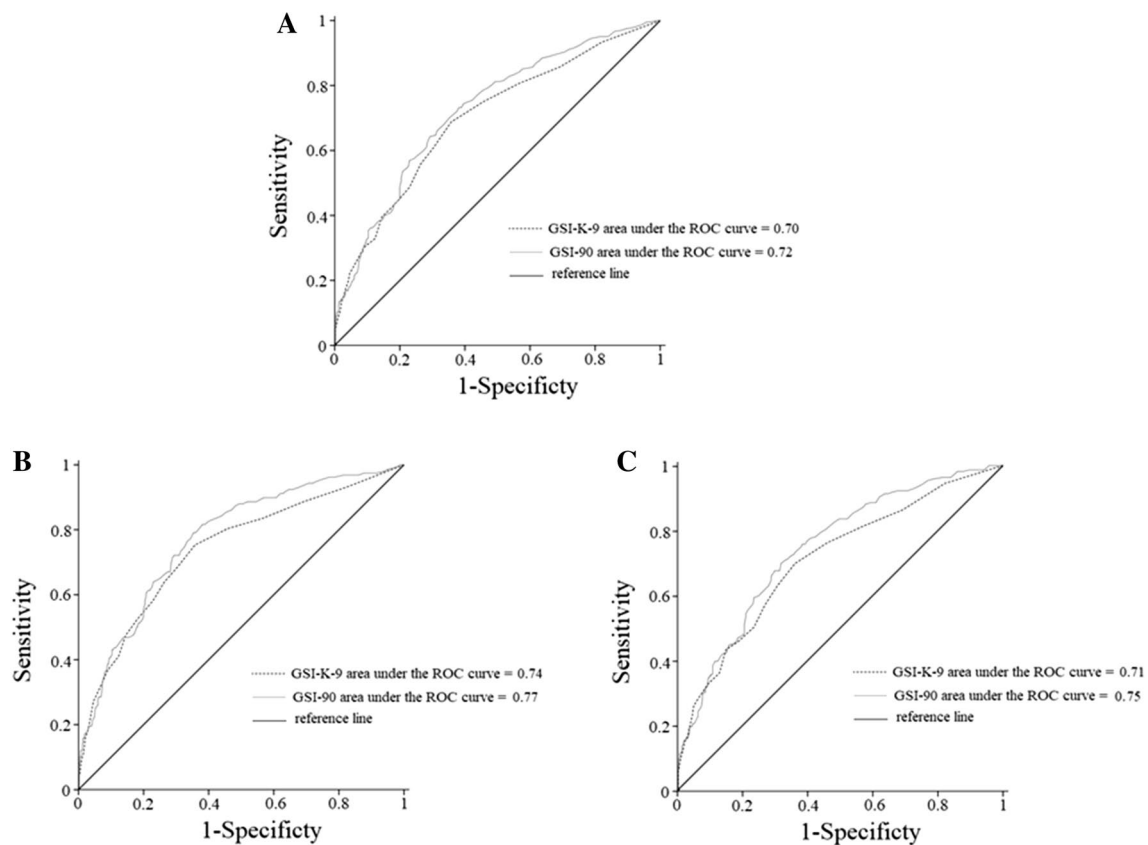 A
1
0.8
0.6
0.4
0.2
0
Sensitivity
GSI-K-9 area under the ROC curve = 0.70
GSI-90 area under the ROC curve = 0.72
reference line
0 0.2 0.4 0.6 0.8 1
1-Specificty
B
1
0.8
0.6
0.4
0.2
0
Sensitivity
GSI-K-9 area under the ROC curve = 0.74
GSI-90 area under the ROC curve = 0.77
reference line
0 0.2 0.4 0.6 0.8 1
1-Specificty
C
1
0.8
0.6
0.4
0.2
0
Sensitivity
GSI-K-9 area under the ROC curve = 0.71
GSI-90 area under the ROC curve = 0.75
reference line
0 0.2 0.4 0.6 0.8 1
1-Specificty